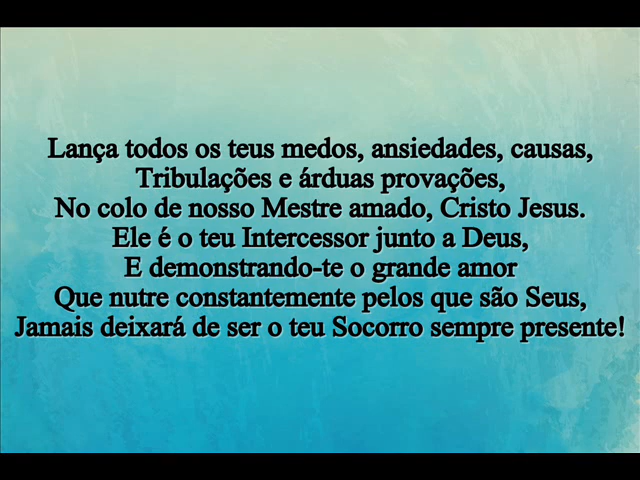 Lança todos os teus medos, ansiedades, causas,
Tribulações e árduas provações,
No colo de nosso Mestre amado, Cristo Jesus.
Ele é o teu Intercessor junto a Deus,
E demonstrando-te o grande amor
Que nutre constantemente pelos que são Seus,
Jamais deixará de ser o teu Socorro sempre presente!